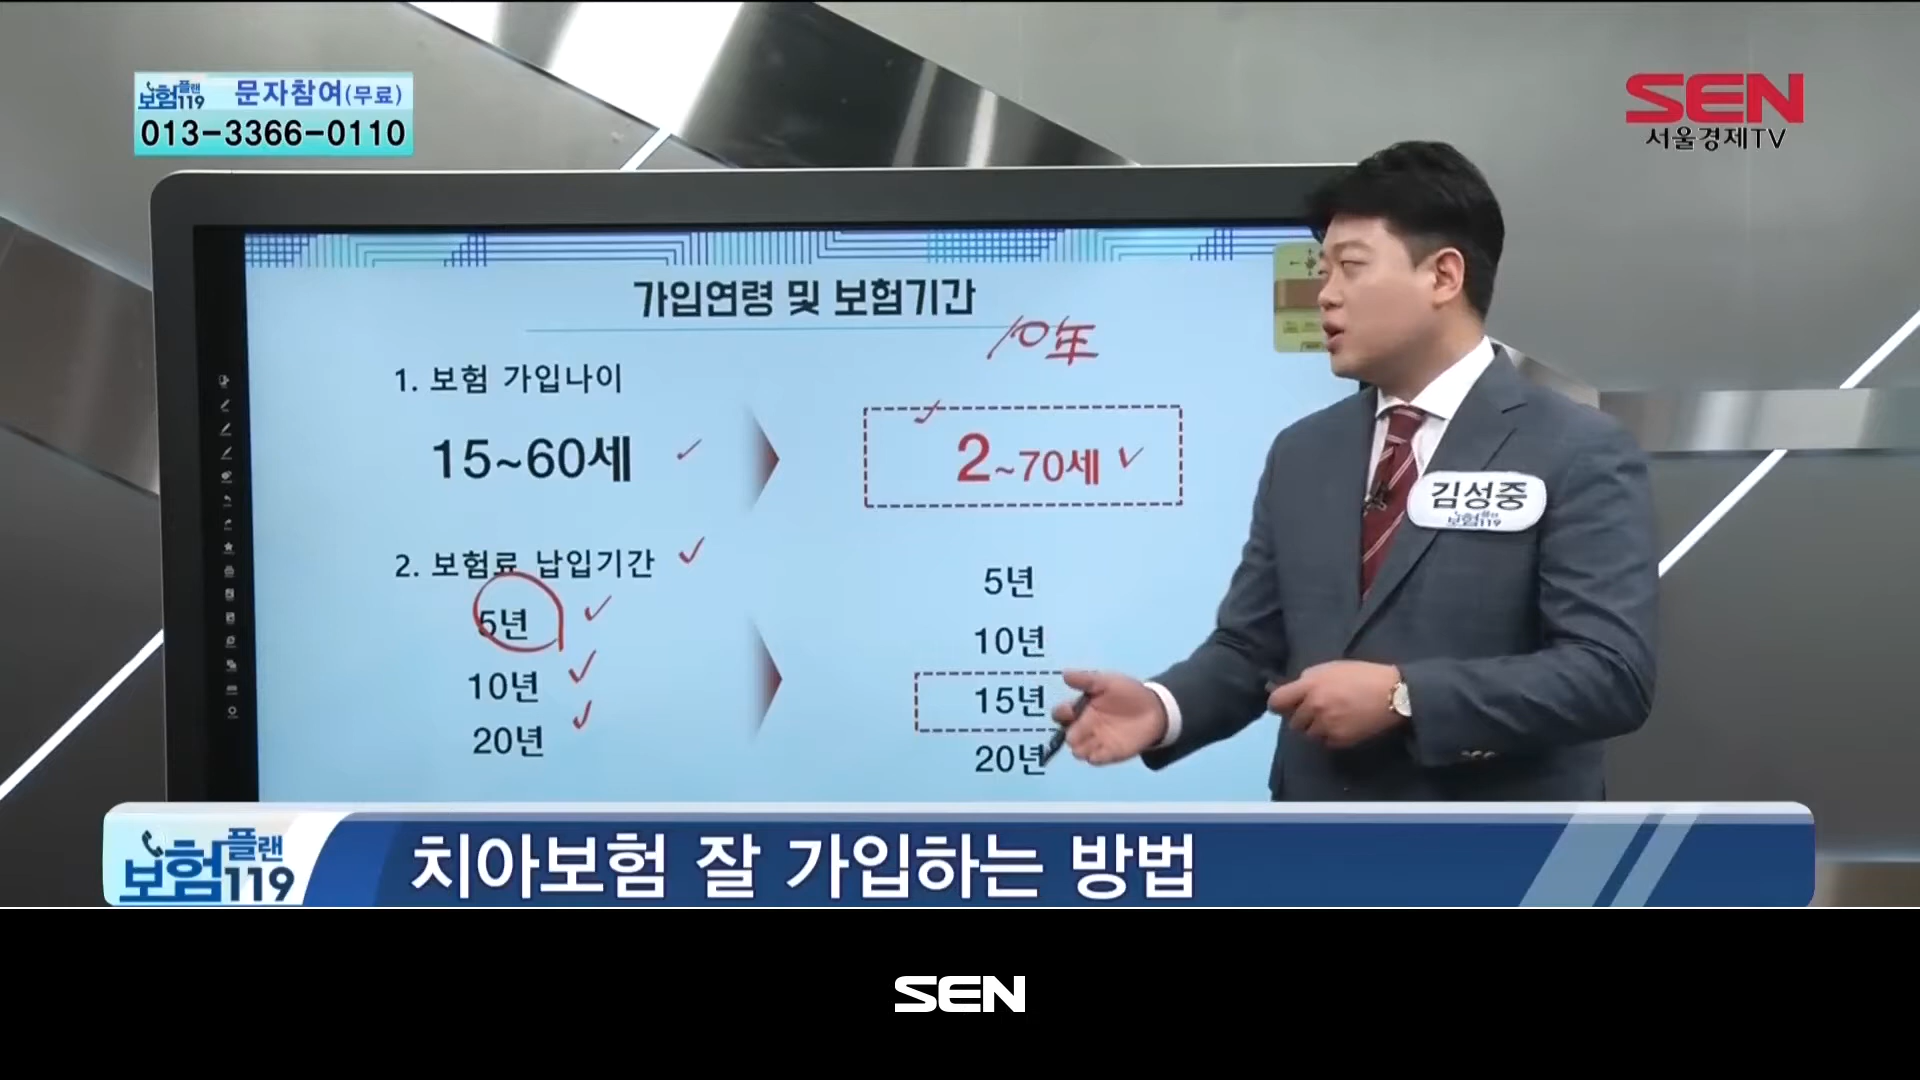 보험플랜119 문자참여(무료)
013-3366-0110
SEN
서울경제TV
가입연령 및 보험기간
10年
1. 보험 가입나이
15~60세
2~70세
2. 보험료 납입기간
5년
10년
20년
5년
10년
15년
20년
김성중
보험플랜119
보험플랜119
치아보험 잘 가입하는 방법
SEN